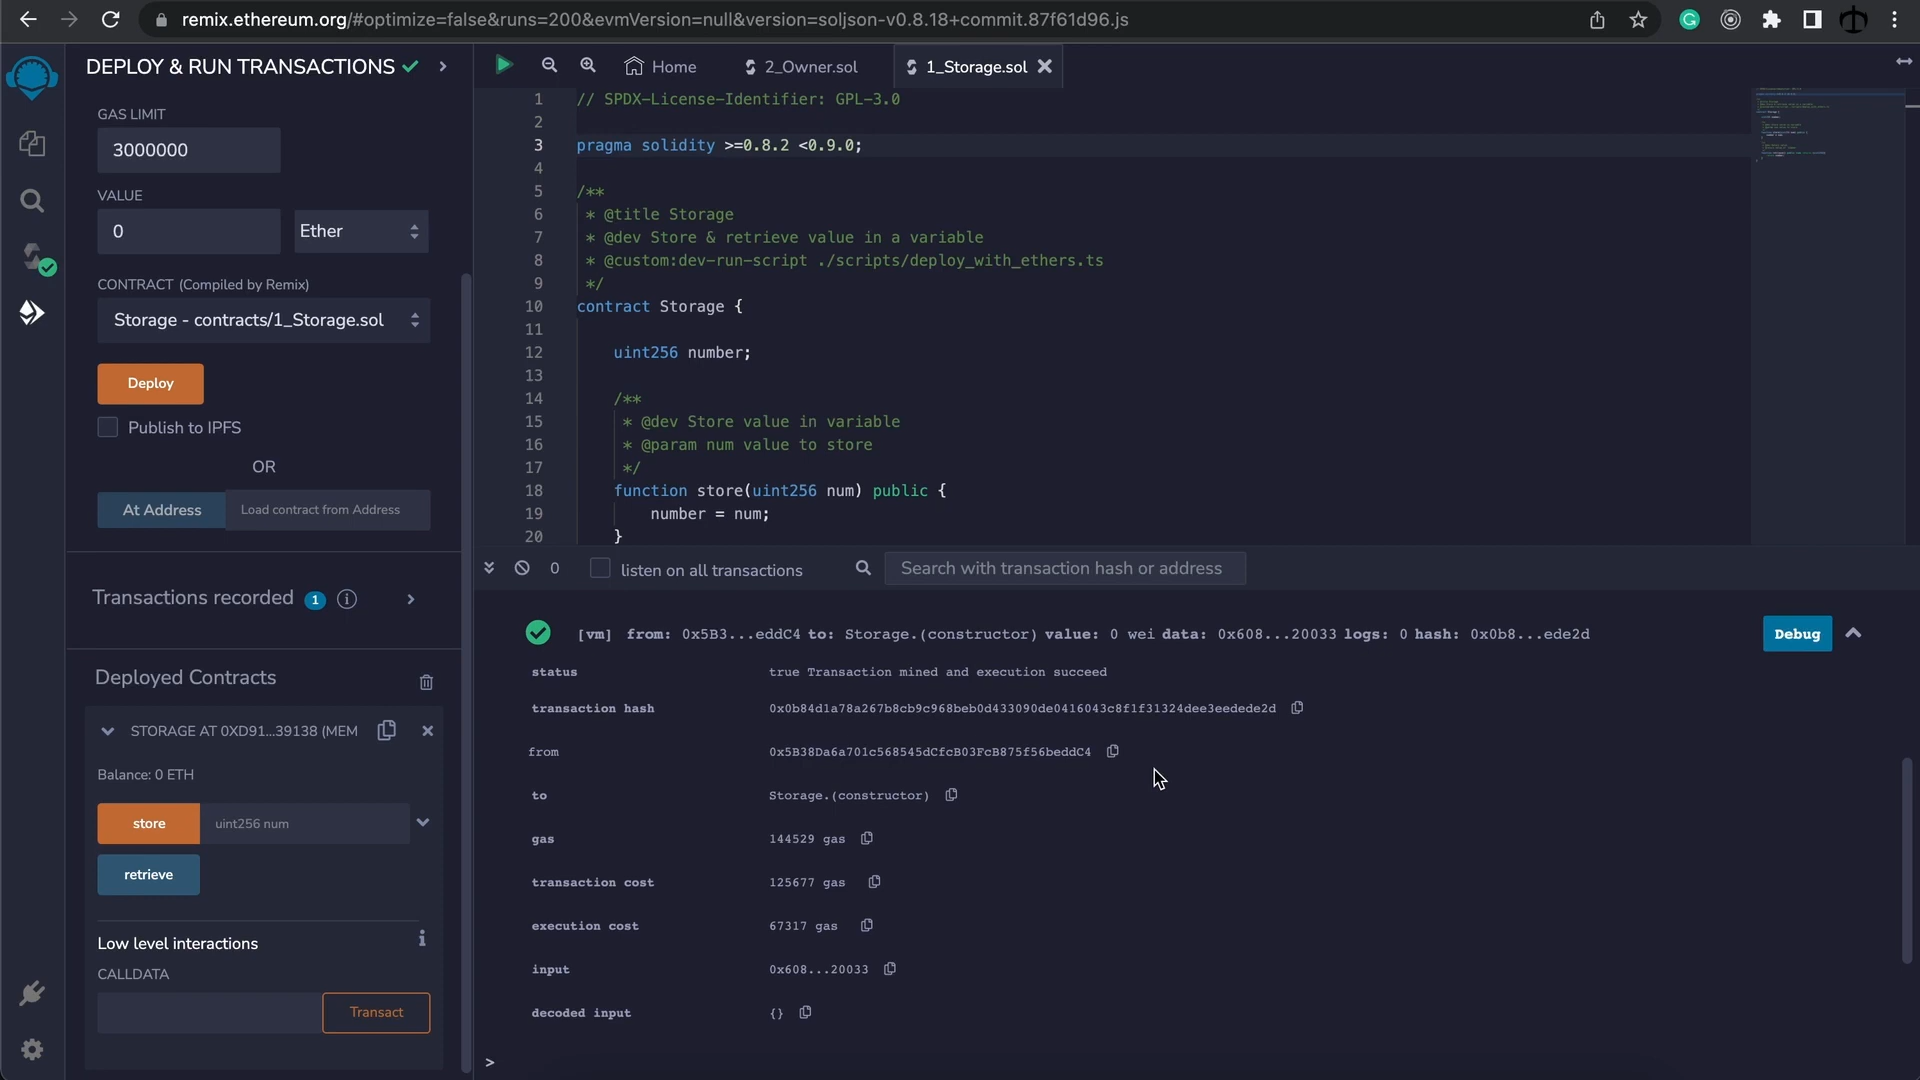 remix.ethereum.org/#optimize=false&runs=200&evmVersion=null&version=soljson-v0.8.18+commit.87f61d96.js
DEPLOY & RUN TRANSACTIONS
GAS LIMIT
3000000
VALUE
0
Ether
CONTRACT (Compiled by Remix)
Storage - contracts/1_Storage.sol
Deploy
Publish to IPFS
OR
At Address
Load contract from Address
Transactions recorded 1 i
Deployed Contracts
STORAGE AT 0XD91...39138 (MEM
Balance: 0 ETH
store
uint256 num
retrieve
Low level interactions
i
CALLDATA
Transact
Home
2_Owner.sol
1_Storage.sol
1 // SPDX-License-Identifier: GPL-3.0
2
3 pragma solidity >=0.8.2 <0.9.0;
4
5 /**
6 * @title Storage
7 * @dev Store & retrieve value in a variable
8 * @custom:dev-run-script ./scripts/deploy_with_ethers.ts
9 */
10 contract Storage {
11
12 uint256 number;
13
14 /**
15 * @dev Store value in variable
16 * @param num value to store
17 */
18 function store(uint256 num) public {
19 number = num;
20 }
0
listen on all transactions
Search with transaction hash or address
[vm] from: 0x5B3...eddC4 to: Storage.(constructor) value: 0 wei data: 0x608...20033 logs: 0 hash: 0x0b8...ede2d
Debug
status true Transaction mined and execution succeed
transaction hash 0x0b84d1a78a267b8cb9c968beb0d433090de0416043c8f1f31324dee3eedede2d
from 0x5B38Da6a701c568545dCfcB03FcB875f56beddC4
to Storage.(constructor)
gas 144529 gas
transaction cost 125677 gas
execution cost 67317 gas
input 0x608...20033
decoded input {}
>